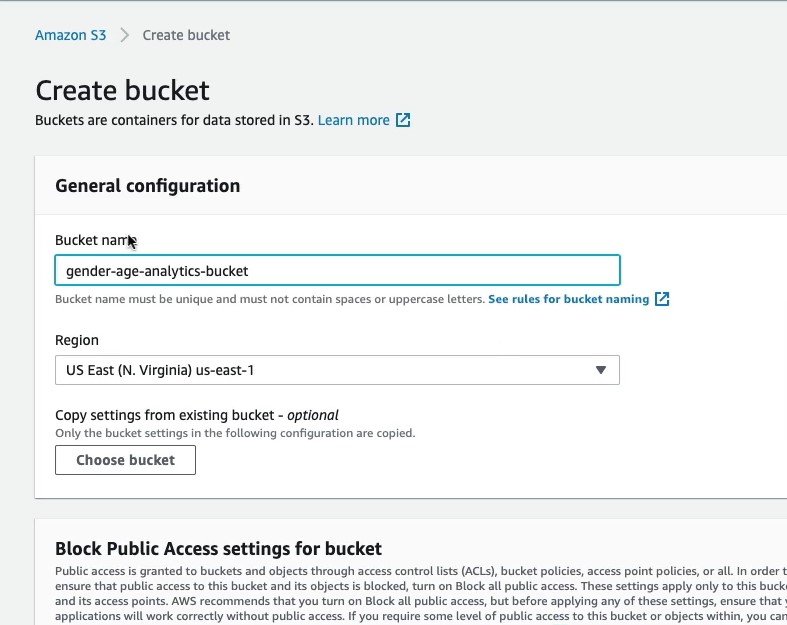 Amazon S3 > Create bucket
Create bucket
Buckets are containers for data stored in S3. Learn more
General configuration
Bucket name
gender-age-analytics-bucket
Bucket name must be unique and must not contain spaces or uppercase letters. See rules for bucket naming
Region
US East (N. Virginia) us-east-1
Copy settings from existing bucket - optional
Only the bucket settings in the following configuration are copied.
Choose bucket
Block Public Access settings for bucket
Public access is granted to buckets and objects through access control lists (ACLs), bucket policies, access point policies, or all. In order t
ensure that public access to this bucket and its objects is blocked, turn on Block all public access. These settings apply only to this buck
and its access points. AWS recommends that you turn on Block all public access, but before applying any of these settings, ensure that y
applications will work correctly without public access. If you require some level of public access to this bucket or objects within, you can